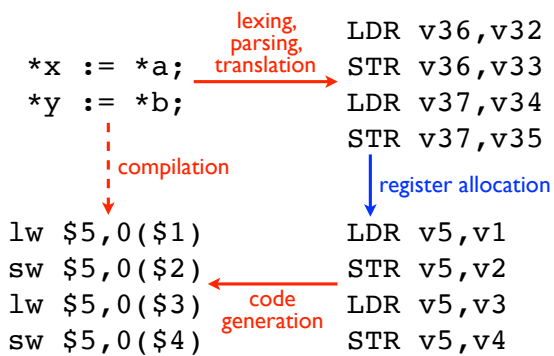 *x := *a;
*y := *b;
lexing,
parsing,
translation
LDR v36,v32
STR v36,v33
LDR v37,v34
STR v37,v35
compilation
register allocation
lw $5,0($1)
sw $5,0($2)
lw $5,0($3)
sw $5,0($4)
code
generation
LDR v5,v1
STR v5,v2
LDR v5,v3
STR v5,v4